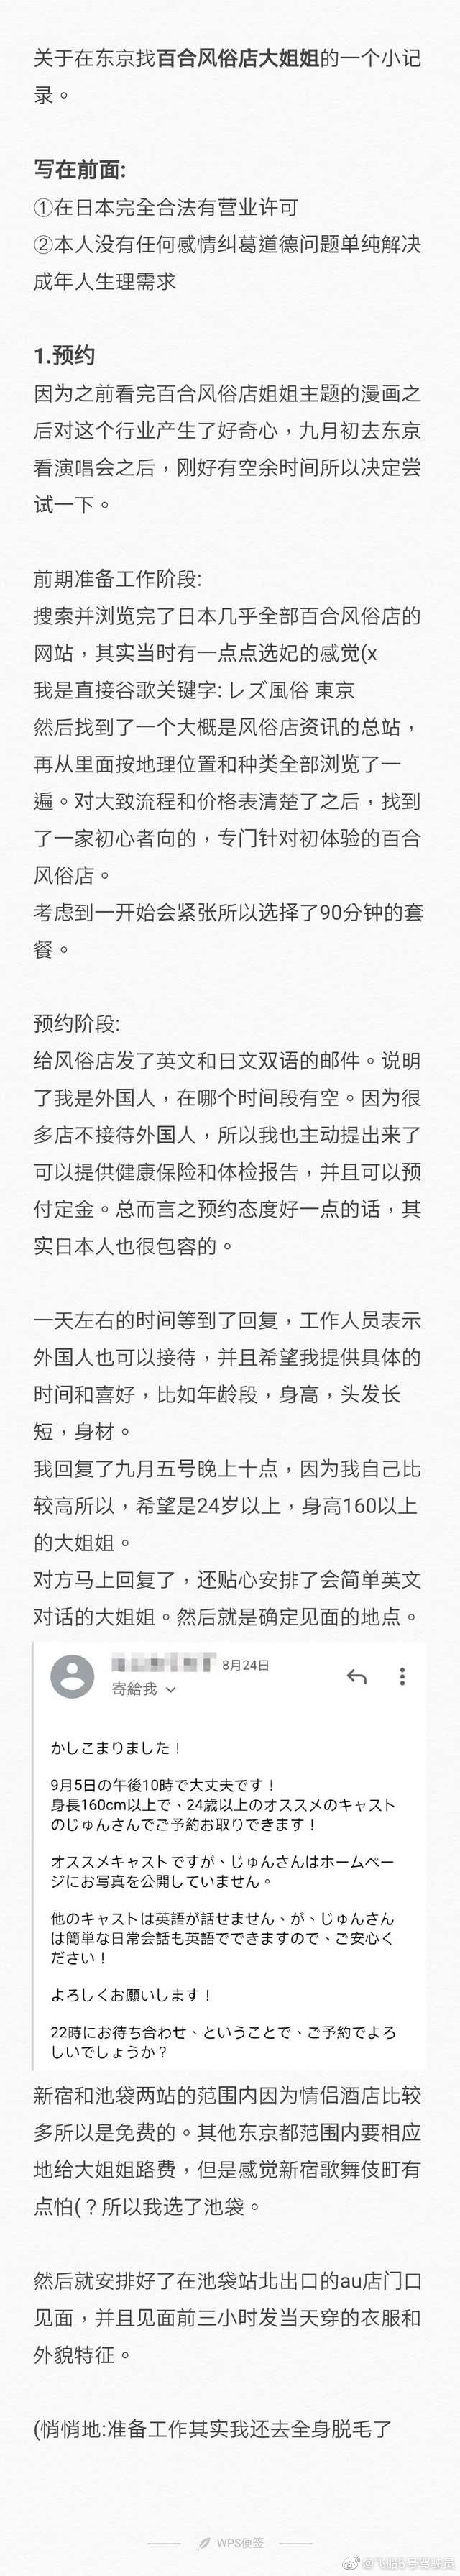 关于在东京找百合风俗店大姐姐的一个小记
录。
写在前面:
①在日本完全合法有营业许可
②本人没有任何感情纠葛道德问题单纯解决
成年人生理需求
1.预约
因为之前看完百合风俗店姐姐主题的漫画之
后对这个行业产生了好奇心，九月初去东京
看演唱会之后，刚好有空余时间所以决定尝
试一下。
前期准备工作阶段:
搜索并浏览完了日本几乎全部百合风俗店的
网站，其实当时有一点点选妃的感觉(x
我是直接谷歌关键字: レズ風俗 東京
然后找到了一个大概是风俗店资讯的总站，
再从里面按地理位置和种类全部浏览了一
遍。对大致流程和价格表清楚了之后，找到
了一家初心者向的，专门针对初体验的百合
风俗店。
考虑到一开始会紧张所以选择了90分钟的套
餐。
预约阶段:
给风俗店发了英文和日文双语的邮件。说明
了我是外国人，在哪个时间段有空。因为很
多店不接待外国人，所以我也主动提出来了
可以提供健康保险和体检报告，并且可以预
付定金。总而言之预约态度好一点的话，其
实日本人也很包容的。
一天左右的时间等到了回复，工作人员表示
外国人也可以接待，并且希望我提供具体的
时间和喜好，比如年龄段，身高，头发长
短，身材。
我回复了九月五号晚上十点，因为我自己比
较高所以，希望是24岁以上，身高160以上
的大姐姐。
对方马上回复了，还贴心安排了会简单英文
对话的大姐姐。然后就是确定见面的地点。
8月24日
寄給我
かしこまりました！
9月5日の午後10時で大丈夫です！
身長160cm以上で、24歳以上のオススメのキャスト
のじゅんさんでご予約お取りできます！
オススメキャストですが、じゅんさんはホームペー
ジにお写真を公開していません。
他のキャストは英語が話せません、が、じゅんさん
は簡単な日常会話も英語でできますので、ご安心く
ださい！
よろしくお願いします！
22時にお待ち合わせ、ということで、ご予約でよろ
しいでしょうか？
新宿和池袋两站的范围内因为情侣酒店比较
多所以是免费的。其他东京都范围内要相应
地给大姐姐路费，但是感觉新宿歌舞伎町有
点怕(？所以我选了池袋。
然后就安排好了在池袋站北出口的au店门口
见面，并且见面前三小时发当天穿的衣服和
外貌特征。
(悄悄地:准备工作其实我还去全身脱毛了
WPS便签